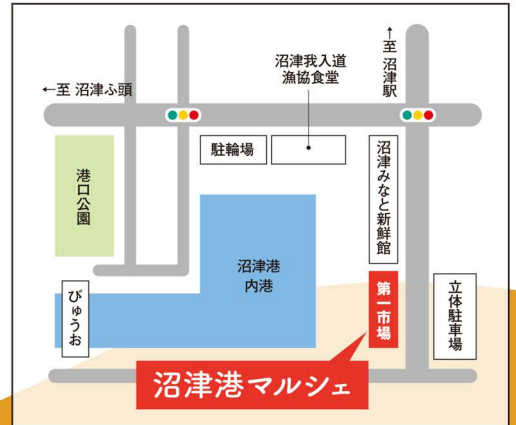 ←至 沼津ふ頭
沼津我入道
漁協食堂
←至 沼津駅
駐輪場
港口公園
沼津みなと新鮮館
沼津港
内港
びゅうお
第一市場
立体駐車場
沼津港マルシェ